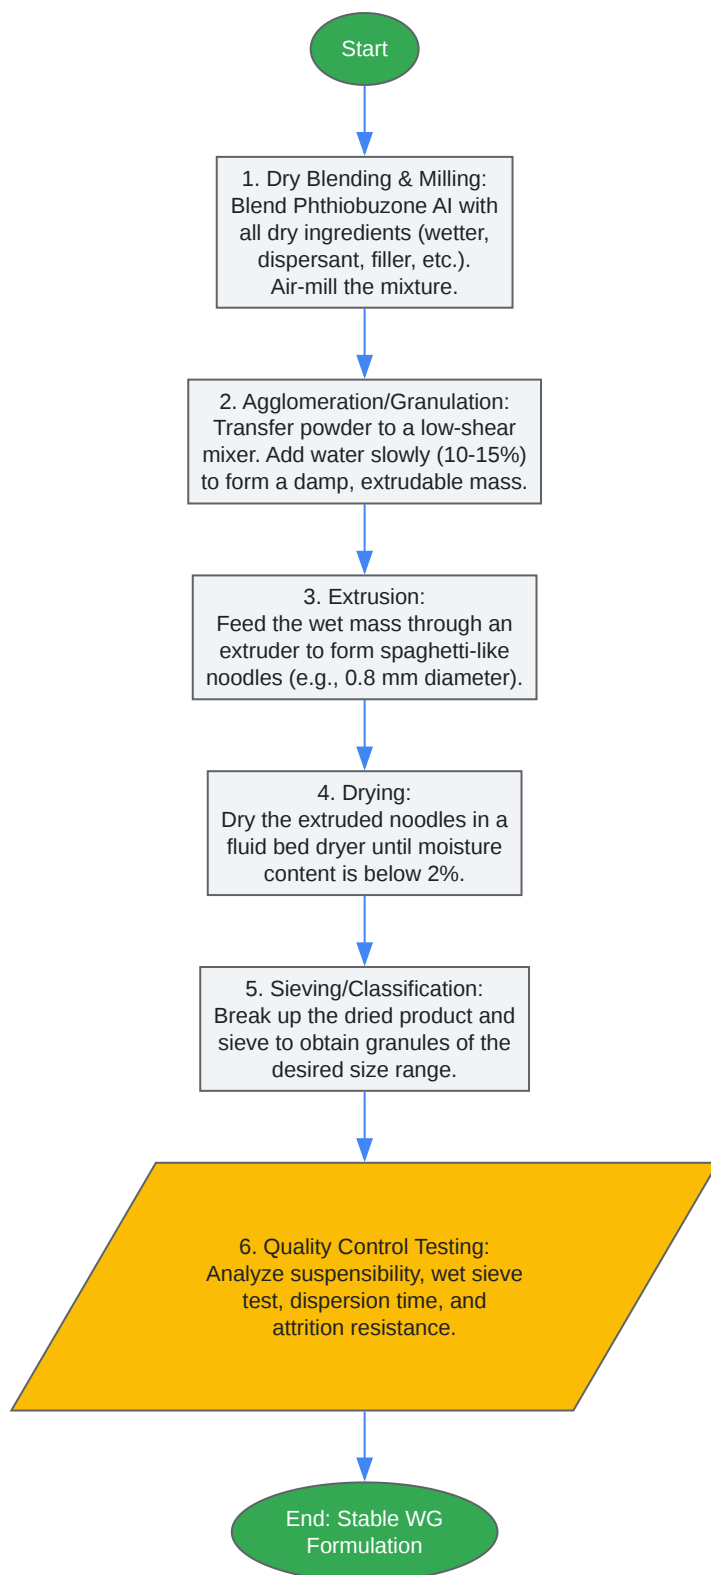 Start
1. Dry Blending & Milling:
Blend Phthiobuzone AI with
all dry ingredients (wetter,
dispersant, filler, etc.).
Air-mill the mixture.
2. Agglomeration/Granulation:
Transfer powder to a low-shear
mixer. Add water slowly (10-15%)
to form a damp, extrudable mass.
3. Extrusion:
Feed the wet mass through an
extruder to form spaghetti-like
noodles (e.g., 0.8 mm diameter).
4. Drying:
Dry the extruded noodles in a
fluid bed dryer until moisture
content is below 2%.
5. Sieving/Classification:
Break up the dried product and
sieve to obtain granules of the
desired size range.
6. Quality Control Testing:
Analyze suspensibility, wet sieve
test, dispersion time, and
attrition resistance.
End: Stable WG
Formulation